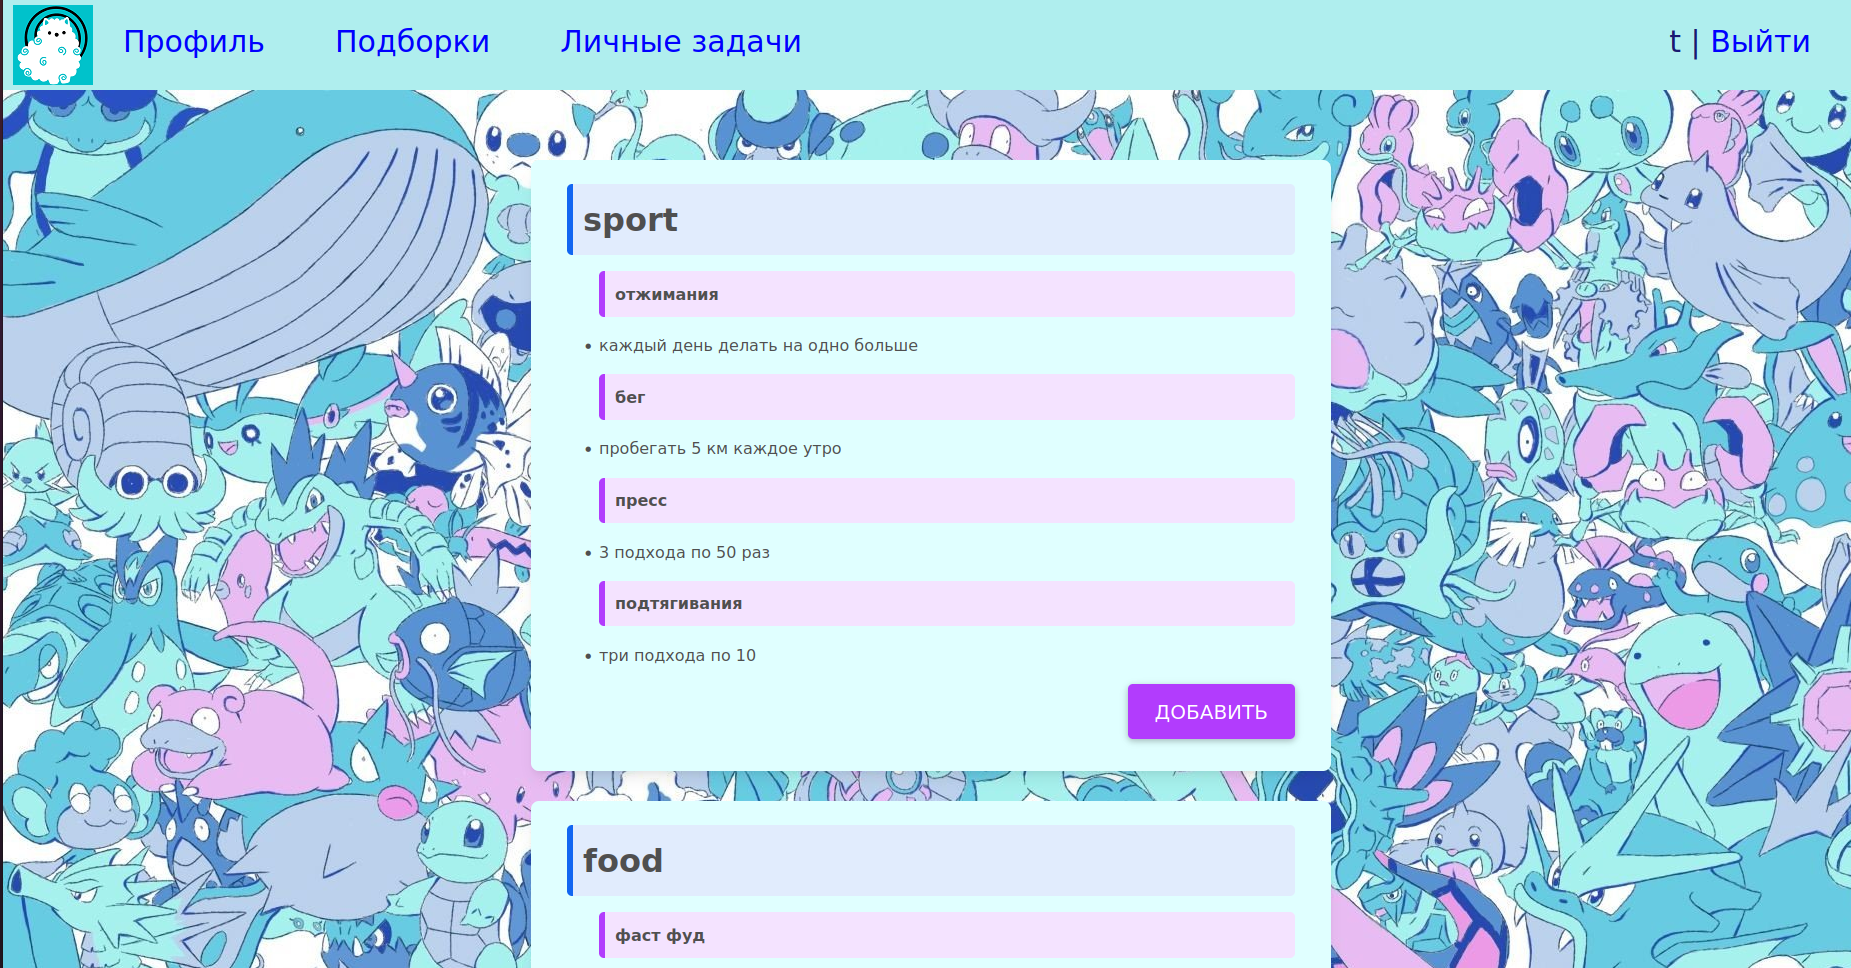 Профиль Подборки Личные задачи t | Выйти
sport
отжимания
• каждый день делать на одно больше
бег
• пробегать 5 км каждое утро
пресс
• 3 подхода по 50 раз
подтягивания
• три подхода по 10
ДОБАВИТЬ
food
фаст фуд